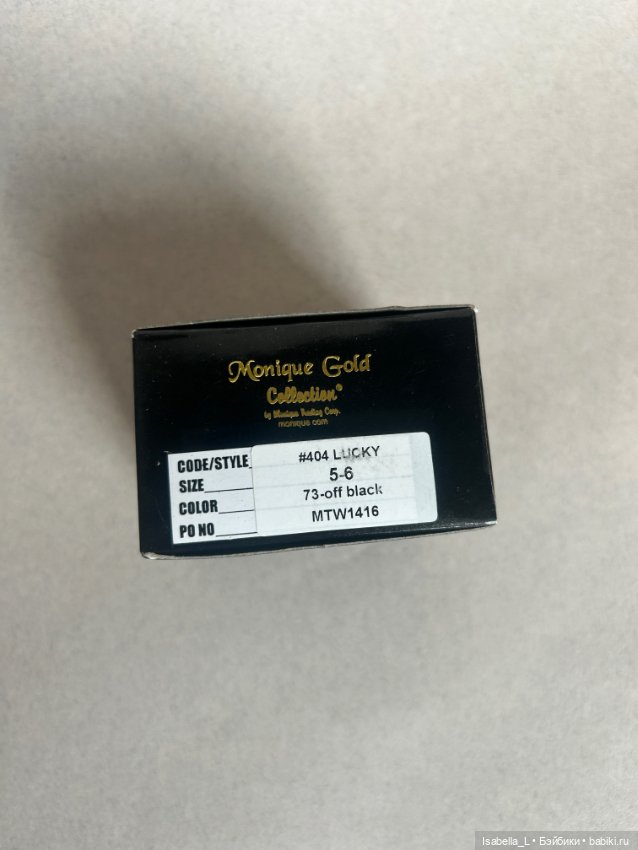 Monique Gold
Collection®
by Monique Trading Corp.
monique.com
CODE/STYLE #404 LUCKY
SIZE 5-6
COLOR 73-off black
PO NO MTW1416
Isabella_L • Бэйбики • babiki.ru